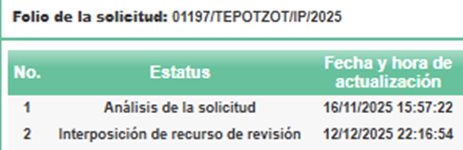 Folio de la solicitud: 01197/TEPOTZOT/IP/2025
No. Estatus Fecha y hora de actualización
1 Análisis de la solicitud 16/11/2025 15:57:22
2 Interposición de recurso de revisión 12/12/2025 22:16:54